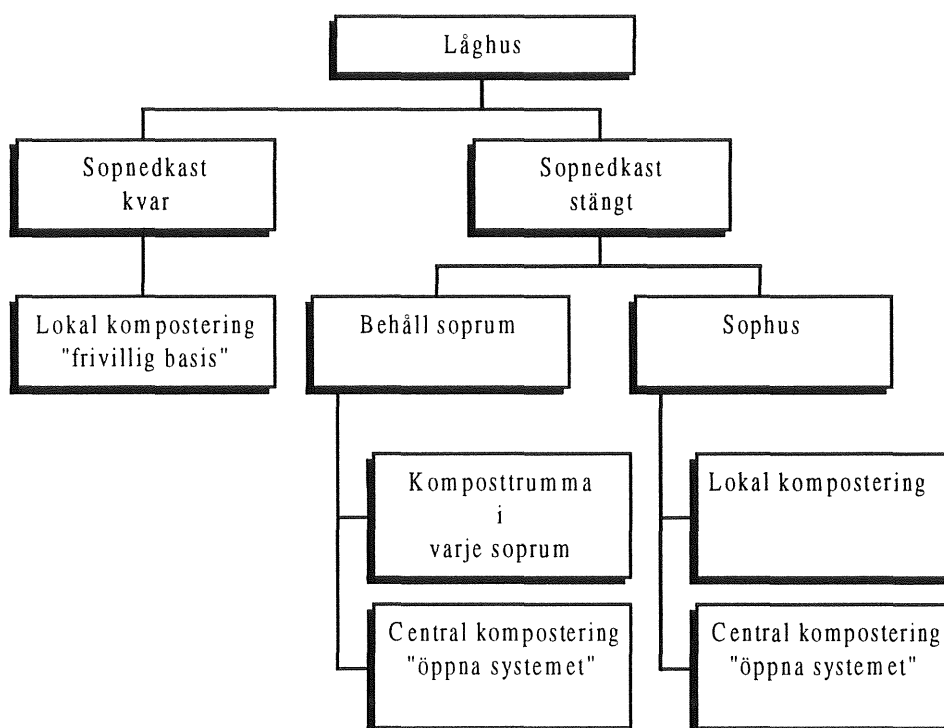 Låghus
Sopnedkast
kvar
Sopnedkast
stängt
Lokal kompostering
"frivillig basis"
Behåll soprum
Sophus
Komposttrumma
i
varje soprum
Lokal kompostering
Central kompostering
"öppna systemet"
Central kompostering
"öppna systemet"